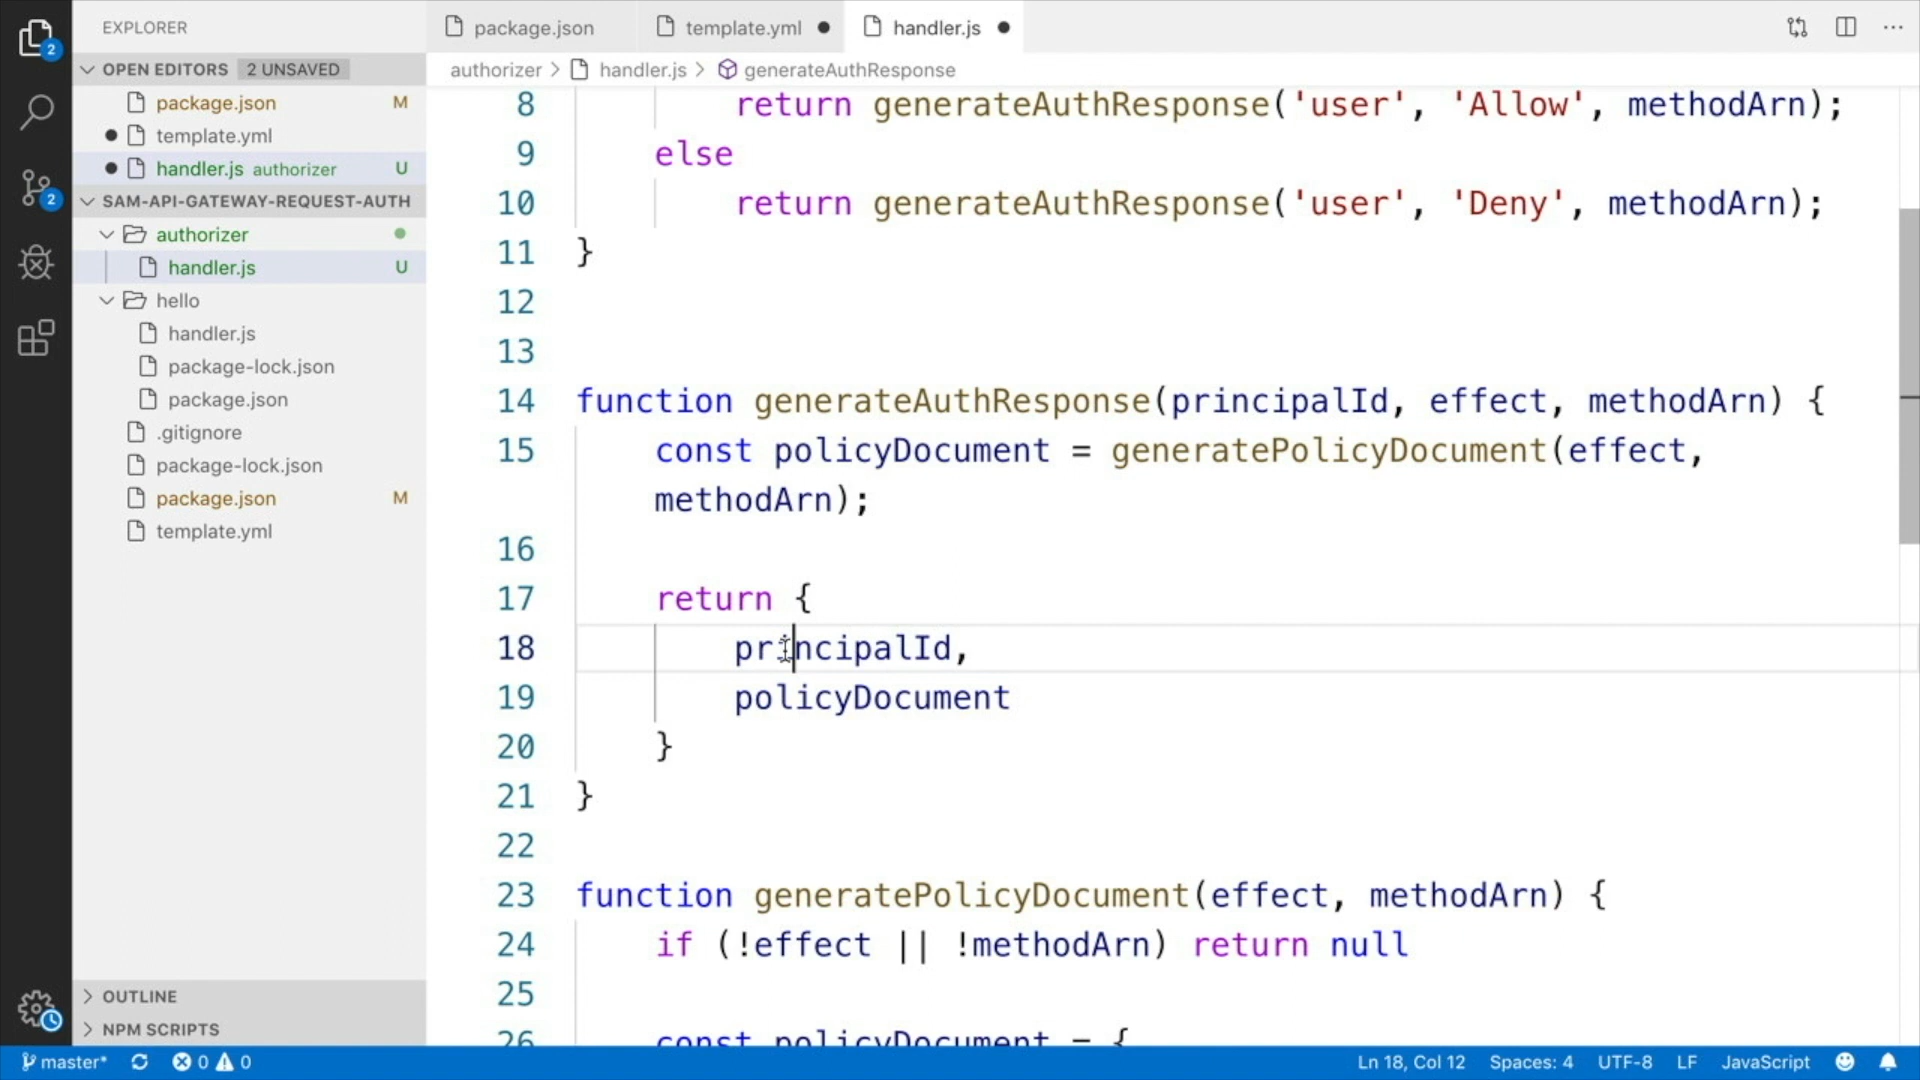 EXPLORER
package.json
template.yml
handler.js
2
OPEN EDITORS 2 UNSAVED
authorizer > handler.js > generateAuthResponse
package.json M
template.yml
handler.js authorizer U
2
SAM-API-GATEWAY-REQUEST-AUTH
authorizer
handler.js U
hello
handler.js
package-lock.json
package.json
.gitignore
package-lock.json
package.json M
template.yml
OUTLINE
NPM SCRIPTS
8 return generateAuthResponse('user', 'Allow', methodArn);
9 else
10 return generateAuthResponse('user', 'Deny', methodArn);
11 }
12
13
14 function generateAuthResponse(principalId, effect, methodArn) {
15 const policyDocument = generatePolicyDocument(effect,
methodArn);
16
17 return {
18 principalId,
19 policyDocument
20 }
21 }
22
23 function generatePolicyDocument(effect, methodArn) {
24 if (!effect || !methodArn) return null
25
26 const policyDocument = {
master* 0 0 Ln 18, Col 12 Spaces: 4 UTF-8 LF JavaScript